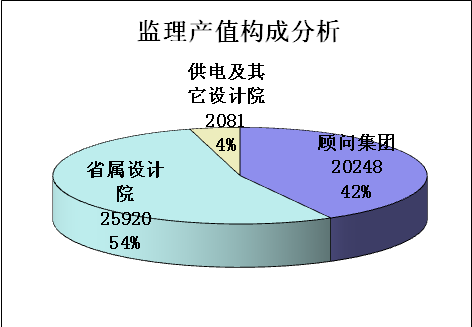 监理产值构成分析
供电及其
它设计院
2081
4%
顾问集团
20248
42%
省属设计
院
25920
54%